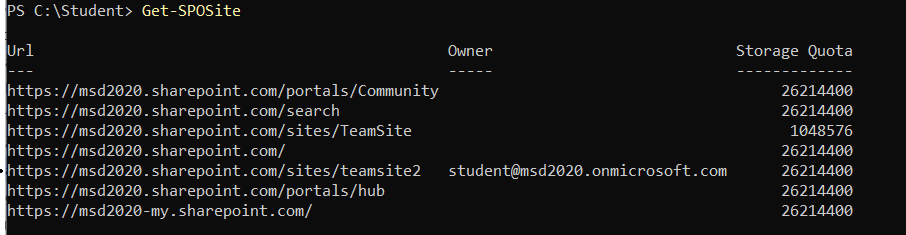 PS C:\Student> Get-SPOSite
Url Owner Storage Quota
--- ----- -------------
https://msd2020.sharepoint.com/portals/Community 26214400
https://msd2020.sharepoint.com/search 26214400
https://msd2020.sharepoint.com/sites/TeamSite 1048576
https://msd2020.sharepoint.com/ 26214400
https://msd2020.sharepoint.com/sites/teamsite2 student@msd2020.onmicrosoft.com 26214400
https://msd2020.sharepoint.com/portals/hub 26214400
https://msd2020-my.sharepoint.com/ 26214400